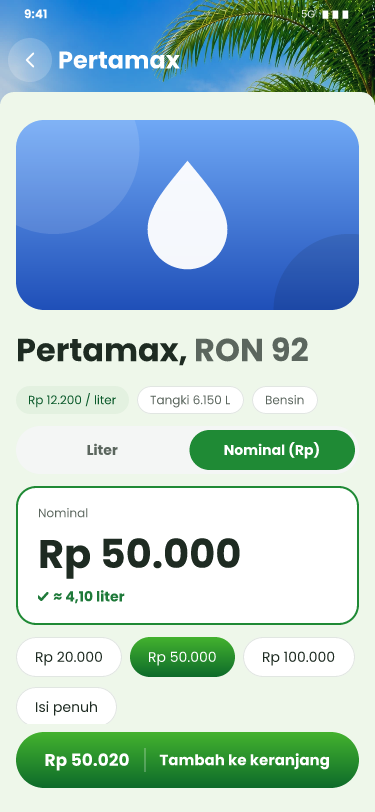 9:41
5G
Pertamax
Pertamax, RON 92
Rp 12.200 / liter
Tangki 6.150 L
Bensin
Liter
Nominal (Rp)
Nominal
Rp 50.000
≈ 4,10 liter
Rp 20.000
Rp 50.000
Rp 100.000
Isi penuh
Rp 50.020
Tambah ke keranjang